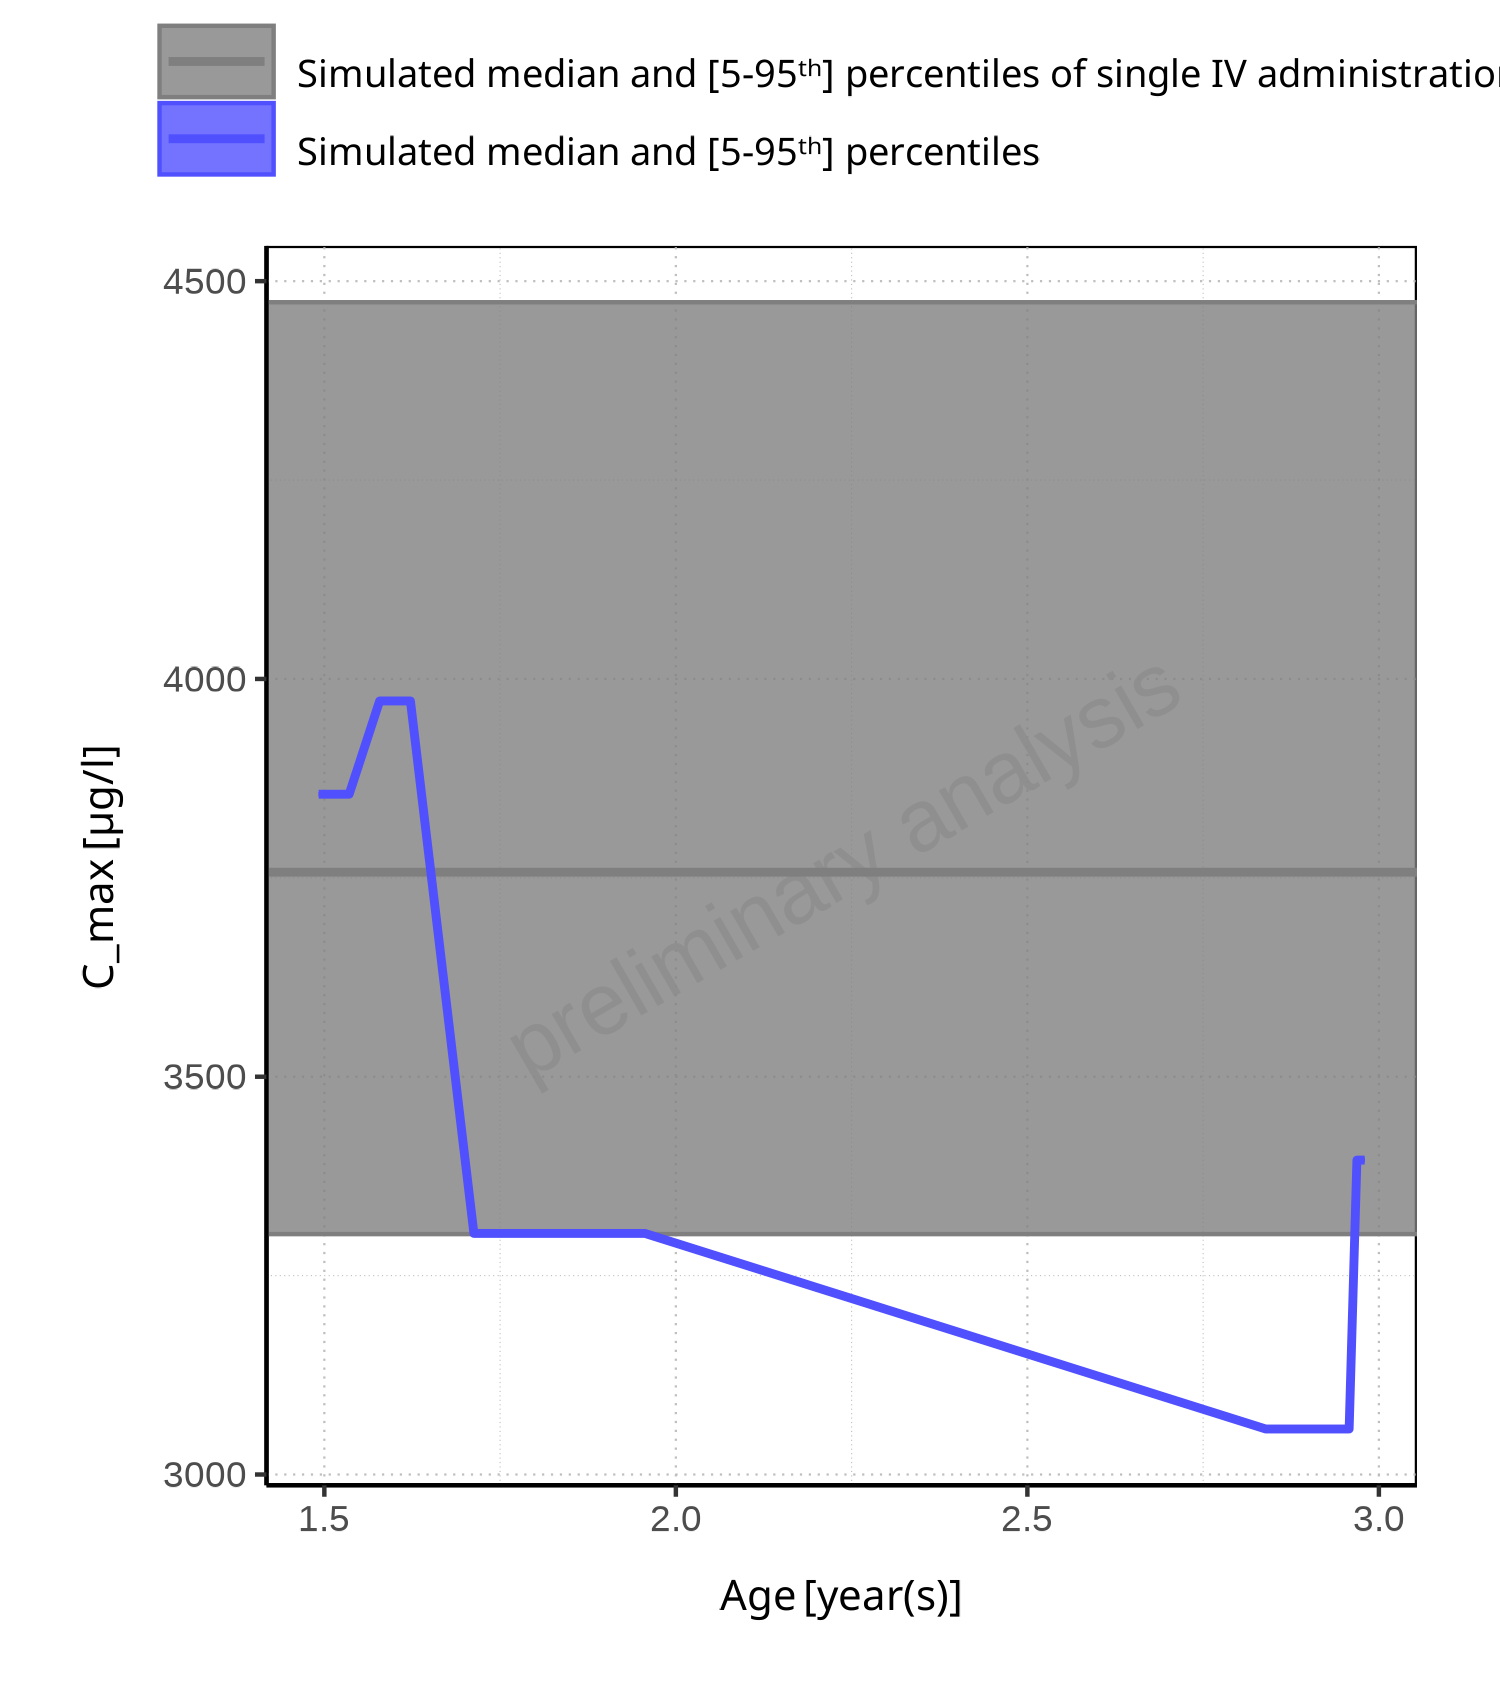 Simulated median and [5-95ᵗʰ] percentiles of single IV administratio
Simulated median and [5-95ᵗʰ] percentiles
4500
4000
3500
3000
C_max [µg/l]
preliminary analysis
1.5 2.0 2.5 3.0
Age [year(s)]